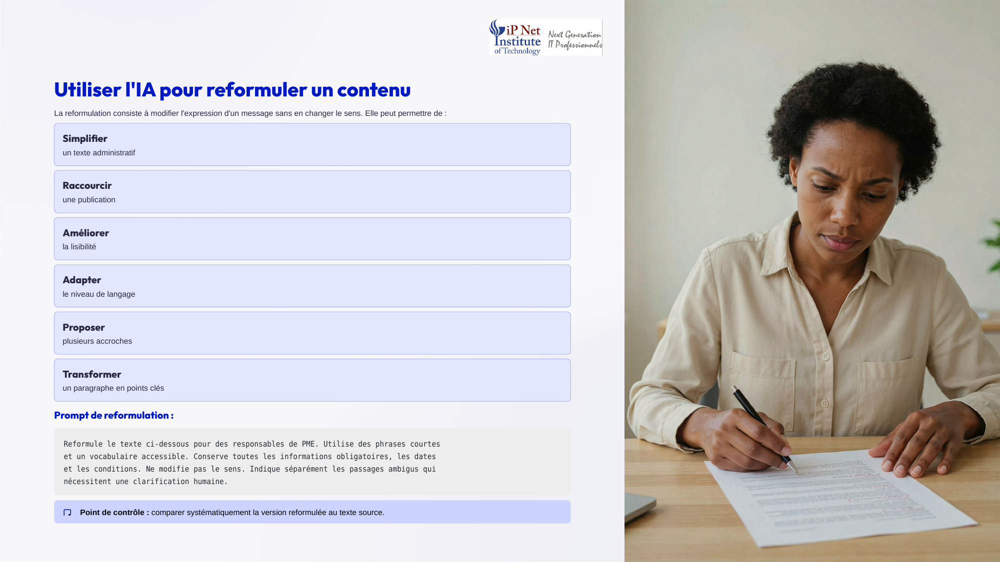 iP Net
Institute
of Technology
Next Generation
IT Professionnels
Utiliser l'IA pour reformuler un contenu
La reformulation consiste à modifier l'expression d'un message sans en changer le sens. Elle peut permettre de :
Simplifier
un texte administratif
Raccourcir
une publication
Améliorer
la lisibilité
Adapter
le niveau de langage
Proposer
plusieurs accroches
Transformer
un paragraphe en points clés
Prompt de reformulation :
Reformule le texte ci-dessous pour des responsables de PME. Utilise des phrases courtes
et un vocabulaire accessible. Conserve toutes les informations obligatoires, les dates
et les conditions. Ne modifie pas le sens. Indique séparément les passages ambigus qui
nécessitent une clarification humaine.
Point de contrôle : comparer systématiquement la version reformulée au texte source.